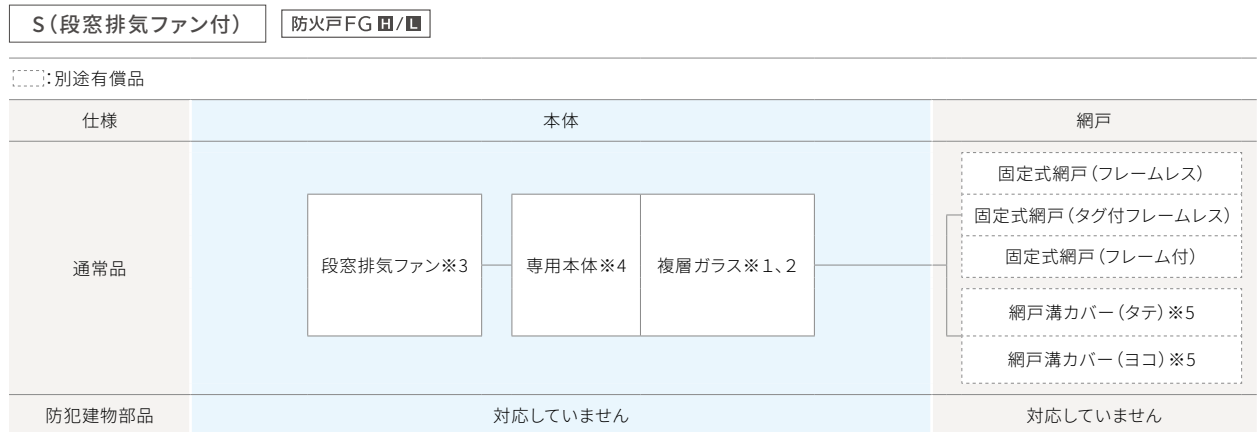 S(段窓排気ファン付)
防火戸FG H/L
:別途有償品
仕様
本体
網戸
通常品
段窓排気ファン※3
専用本体※4
複層ガラス※1、2
固定式網戸(フレームレス)
固定式網戸(タグ付フレームレス)
固定式網戸(フレーム付)
網戸溝カバー(タテ)※5
網戸溝カバー(ヨコ)※5
防犯建物部品
対応していません
対応していません